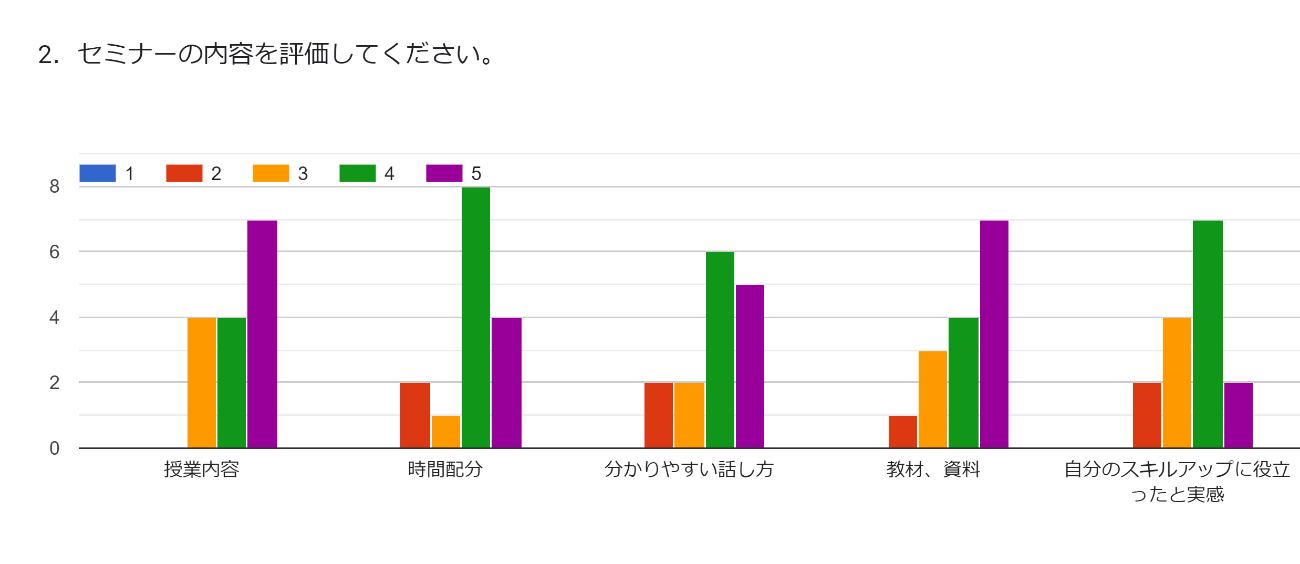 2. セミナーの内容を評価してください。
1 2 3 4 5
8
6
4
2
0
授業内容 時間配分 分かりやすい話し方 教材、資料 自分のスキルアップに役立
ったと実感